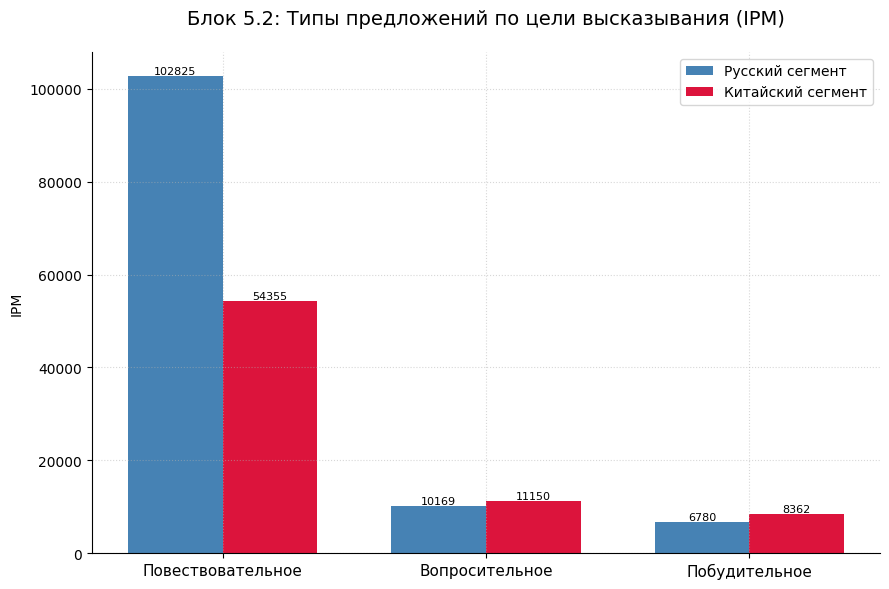 Блок 5.2: Типы предложений по цели высказывания (IPM)
Русский сегмент
Китайский сегмент
IPM
100000
80000
60000
40000
20000
0
102825
54355
10169
11150
6780
8362
Повествовательное
Вопросительное
Побудительное